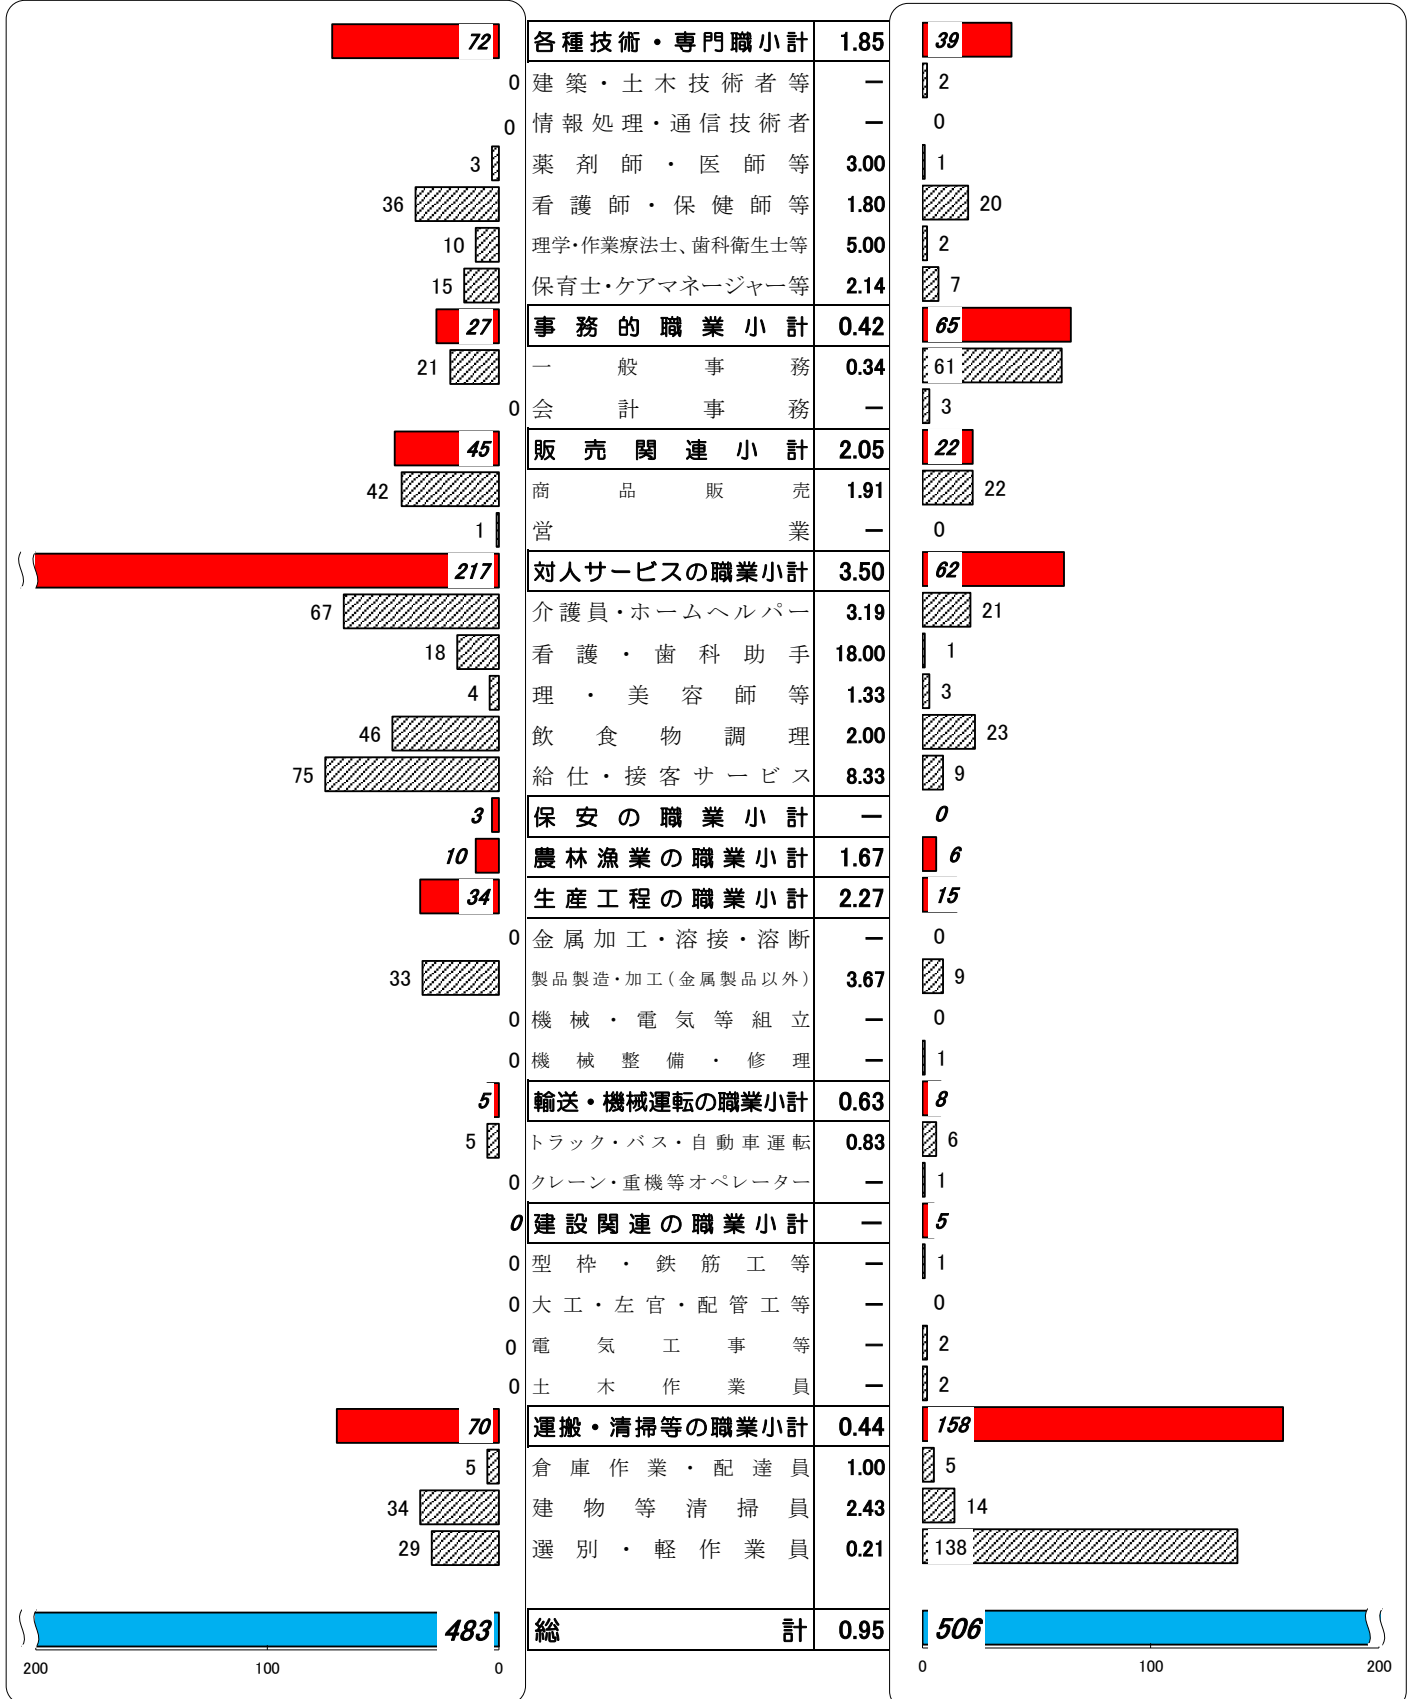 72 各種技術・専門職小計 1.85 39
0 建築・土木技術者等 — 2
0 情報処理・通信技術者 — 0
3 薬剤師・医師等 3.00 1
36 看護師・保健師等 1.80 20
10 理学・作業療法士、歯科衛生士等 5.00 2
15 保育士・ケアマネージャー等 2.14 7
27 事務的職業小計 0.42 65
21 一般事務 0.34 61
0 会計事務 — 3
45 販売関連小計 2.05 22
42 商品販売 1.91 22
1 営業 — 0
217 対人サービスの職業小計 3.50 62
67 介護員・ホームヘルパー 3.19 21
18 看護・歯科助手 18.00 1
4 理・美容師等 1.33 3
46 飲食物調理 2.00 23
75 給仕・接客サービス 8.33 9
3 保安の職業小計 — 0
10 農林漁業の職業小計 1.67 6
34 生産工程の職業小計 2.27 15
0 金属加工・溶接・溶断 — 0
33 製品製造・加工(金属製品以外) 3.67 9
0 機械・電気等組立 — 0
0 機械整備・修理 — 1
5 輸送・機械運転の職業小計 0.63 8
5 トラック・バス・自動車運転 0.83 6
0 クレーン・重機等オペレーター — 1
0 建設関連の職業小計 — 5
0 型枠・鉄筋工等 — 1
0 大工・左官・配管工等 — 0
0 電気工事等 — 2
0 土木作業員 — 2
70 運搬・清掃等の職業小計 0.44 158
5 倉庫作業・配達員 1.00 5
34 建物等清掃員 2.43 14
29 選別・軽作業員 0.21 138
483 総計 0.95 506
200 100 0 0 100 200